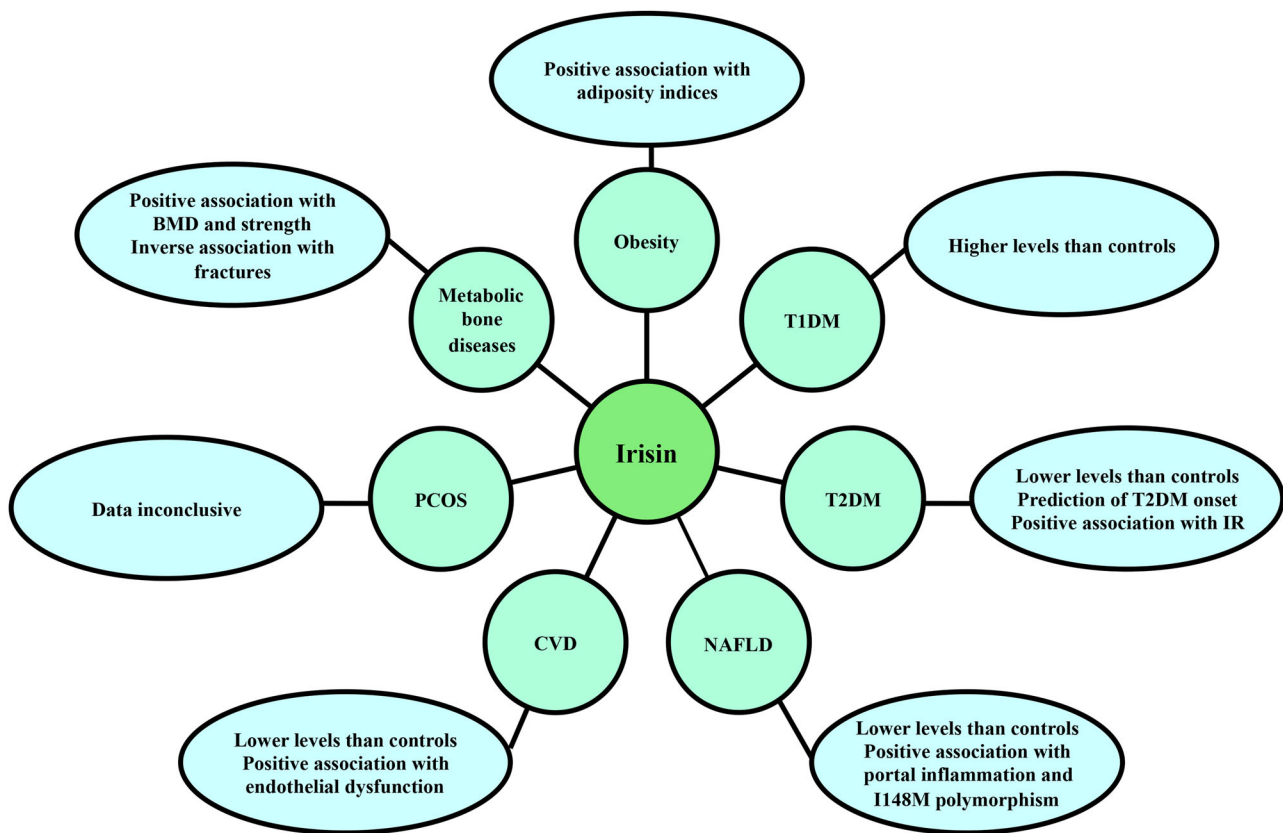 Positive association with
adiposity indices
Positive association with
BMD and strength
Inverse association with
fractures
Obesity
Higher levels than controls
Metabolic
bone
diseases
T1DM
Irisin
Data inconclusive
PCOS
T2DM
Lower levels than controls
Prediction of T2DM onset
Positive association with IR
CVD
NAFLD
Lower levels than controls
Positive association with
endothelial dysfunction
Lower levels than controls
Positive association with
portal inflammation and
I148M polymorphism